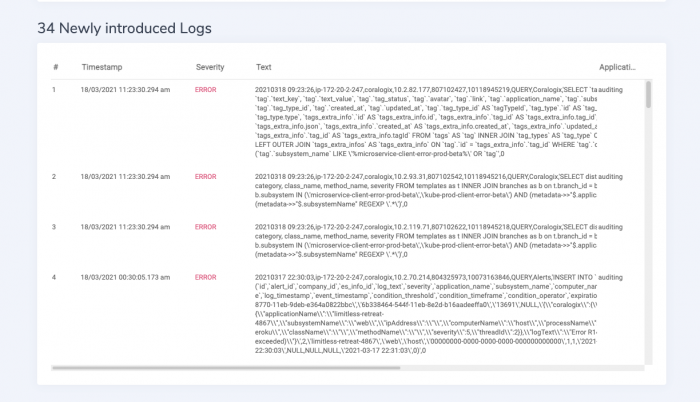 34 Newly introduced Logs
# Timestamp Severity Text Applicati...
1 18/03/2021 11:23:30.294 am ERROR 20210318 09:23:26,ip-172-20-2-247,coralogix,10.2.82.177,807102427,10118945219,QUERY,Coralogix,'SELECT `ta auditing
`tag`.`text_key`, `tag`.`text_value`, `tag`.`tag_status`, `tag`.`avatar`, `tag`.`link`, `tag`.`application_name`, `tag`.`subs
`tag`.`tag_type_id`, `tag`.`created_at`, `tag`.`updated_at`, `tag`.`tag_type_id` AS `tagTypeId`, `tag_type`.`id` AS `tag_
type.type`, `tags_extra_info`.`id` AS `tags_extra_info.id`, `tags_extra_info`.`tag_id` AS `tags_extra_info.tag_id`
`tags_extra_info.json`, `tags_extra_info`.`created_at` AS `tags_extra_info.created_at`, `tags_extra_info`.`updated_a
`tags_extra_info`.`tag_id` AS `tags_extra_info.tagId` FROM `tags` AS `tag` INNER JOIN `tag_types` AS `tag_type` C
LEFT OUTER JOIN `tags_extra_infos` AS `tags_extra_info` ON `tag`.`id` = `tags_extra_info`.`tag_id` WHERE `tag`.`c
(`tag`.`subsystem_name` LIKE \'%microservice-client-error-prod-beta%\' OR `tag`',0
2 18/03/2021 11:23:30.294 am ERROR 20210318 09:23:26,ip-172-20-2-247,coralogix,10.2.93.31,807102542,10118945216,QUERY,Coralogix,'SELECT dist auditing
category, class_name, method_name, severity FROM templates as t INNER JOIN branches as b on t.branch_id = b
b.subsystem IN (\'microservice-client-error-prod-beta\',\'kube-prod-client-error-beta\') AND (metadata->>"$.applic
(metadata->>"$.subsystemName" REGEXP \'.*\')',0
3 18/03/2021 11:23:30.294 am ERROR 20210318 09:23:26,ip-172-20-2-247,coralogix,10.2.119.71,807102622,10118945218,QUERY,Coralogix,'SELECT dis auditing
category, class_name, method_name, severity FROM templates as t INNER JOIN branches as b on t.branch_id = b
b.subsystem IN (\'microservice-client-error-prod-beta\',\'kube-prod-client-error-beta\') AND (metadata->>"$.applic
(metadata->>"$.subsystemName" REGEXP \'.*\')',0
4 18/03/2021 00:30:05.173 am ERROR 20210317 22:30:03,ip-172-20-2-247,coralogix,10.2.70.214,804325973,10073163846,QUERY,Alerts,'INSERT INTO ` auditing
(`id`,`alert_id`,`company_id`,`es_info_id`,`log_text`,`severity`,`application_name`,`subsystem_name`,`computer_nar
e`,`log_timestamp`,`event_timestamp`,`condition_threshold`,`condition_timeframe`,`condition_operator`,`expiratio
8770-11eb-9deb-e364a0822bbc\',\'6b338464-544f-11eb-8e2d-b16aadeeffa0\',\'13691\',NULL,\'{\\"coralogix\\":{
{\\"applicationName\\":\\"limitless-retreat-
4867\\",\\"subsystemName\\":\\"web\\",\\"ipAddress\\":\\"\\",\\"computerName\\":\\"host\\",\\"processName\\"
eroku\\",\\"className\\":\\"\\",\\"methodName\\":\\"\\",\\"severity\\":5,\\"threadId\\":2}},\\"logText\\":\\"Error R1
exceeded)\\"}\',2,\'limitless-retreat-4867\',\'web\',\'host\',\'00000000-0000-0000-0000-000000000000\',1,1,\'2021
22:30:03\',NULL,NULL,NULL,\'2021-03-17 22:31:03\',0)',0